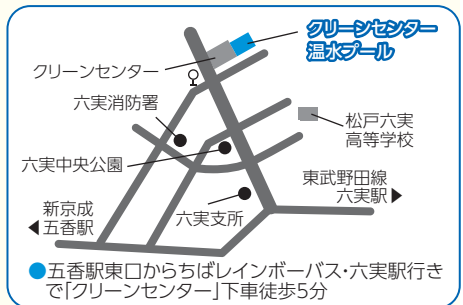 クリーンセンター
温水プール
クリーンセンター
六実消防署
松戸六実
高等学校
六実中央公園
東武野田線
六実駅▶
新京成
◀五香駅
六実支所
●五香駅東口からちばレインボーバス・六実駅行き
で「クリーンセンター」下車徒歩5分